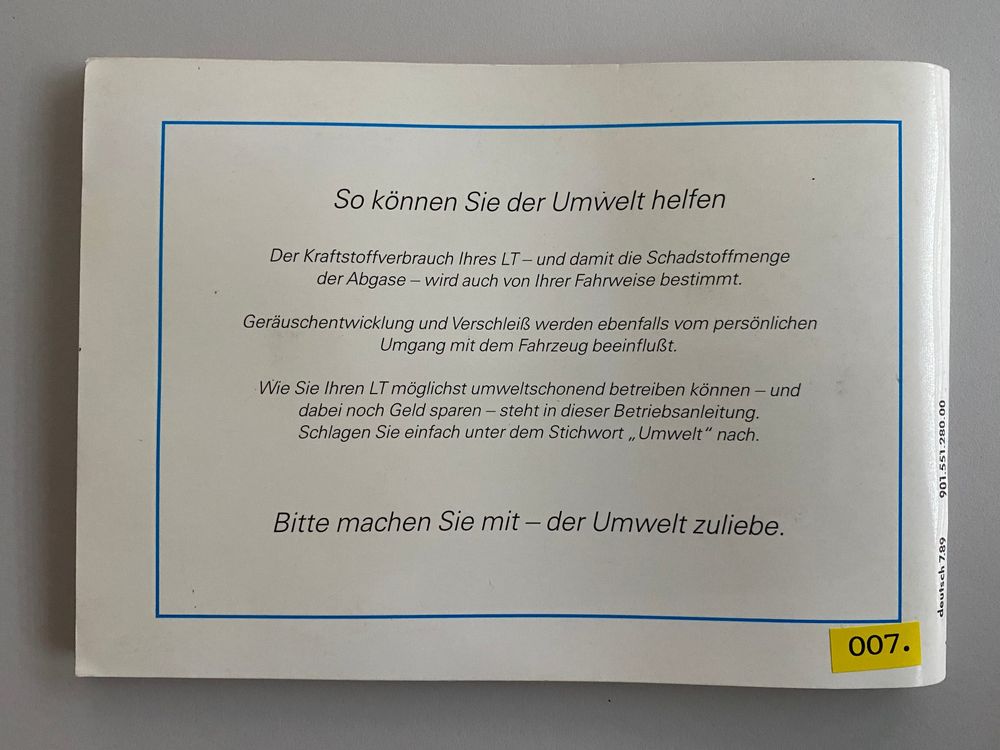 So können Sie der Umwelt helfen
Der Kraftstoffverbrauch Ihres LT – und damit die Schadstoffmenge
der Abgase – wird auch von Ihrer Fahrweise bestimmt.
Geräuschentwicklung und Verschleiß werden ebenfalls vom persönlichen
Umgang mit dem Fahrzeug beeinflußt.
Wie Sie Ihren LT möglichst umweltschonend betreiben können – und
dabei noch Geld sparen – steht in dieser Betriebsanleitung.
Schlagen Sie einfach unter dem Stichwort „Umwelt“ nach.
Bitte machen Sie mit – der Umwelt zuliebe.
deutsch 7.89 901.551.280.00
007.